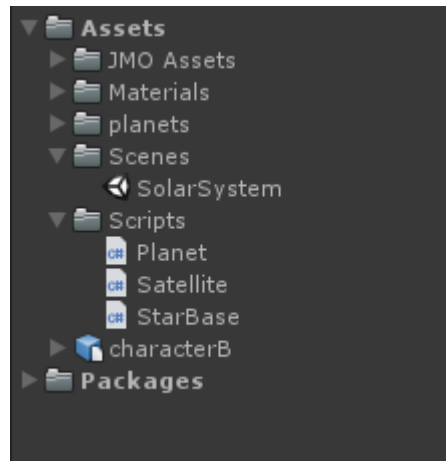 Assets
JMO Assets
Materials
planets
Scenes
SolarSystem
Scripts
C# Planet
C# Satellite
C# StarBase
characterB
Packages